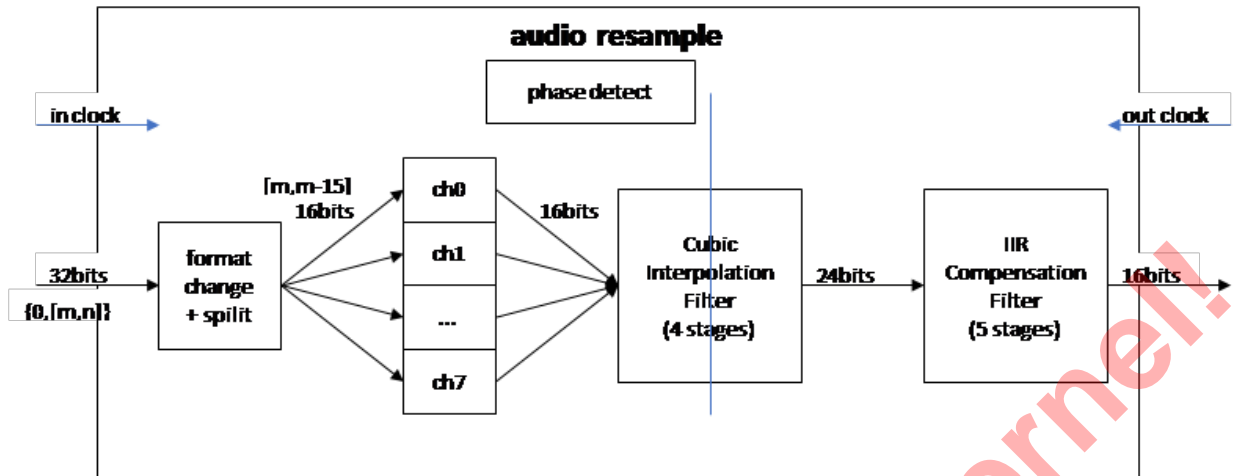 audio resample
phase detect
in clock
out clock
[m,m-15]
16bits
ch0
16bits
ch1
...
ch7
32bits
{0,[m,n]}
format
change
+ spilit
Cubic
Interpolation
Filter
(4 stages)
24bits
IIR
Compensation
Filter
(5 stages)
16bits
ernel!